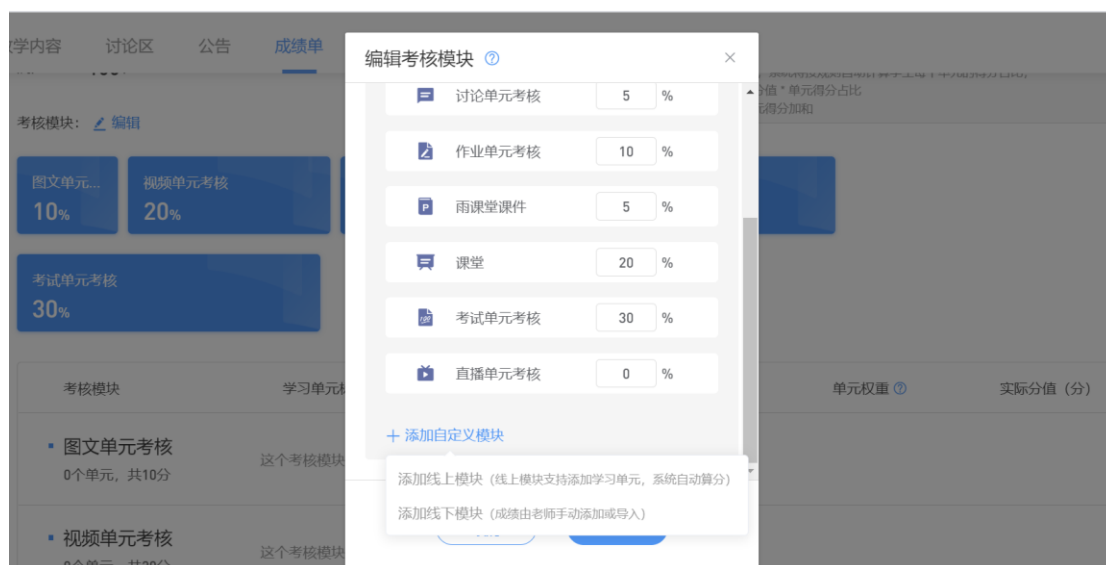 学内容 讨论区 公告 成绩单
编辑考核模块
讨论单元考核 5 %
分值 * 单元得分占比
元得分加和
考核模块: 编辑
作业单元考核 10 %
图文单元... 视频单元考核
10% 20%
雨课堂课件 5 %
课堂 20 %
考试单元考核
30%
考试单元考核 30 %
直播单元考核 0 %
考核模块 学习单元 单元权重 实际分值（分）
+ 添加自定义模块
图文单元考核
0个单元，共10分
这个考核模块
添加线上模块（线上模块支持添加学习单元，系统自动算分）
添加线下模块（成绩由老师手动添加或导入）
视频单元考核
这个考核模块